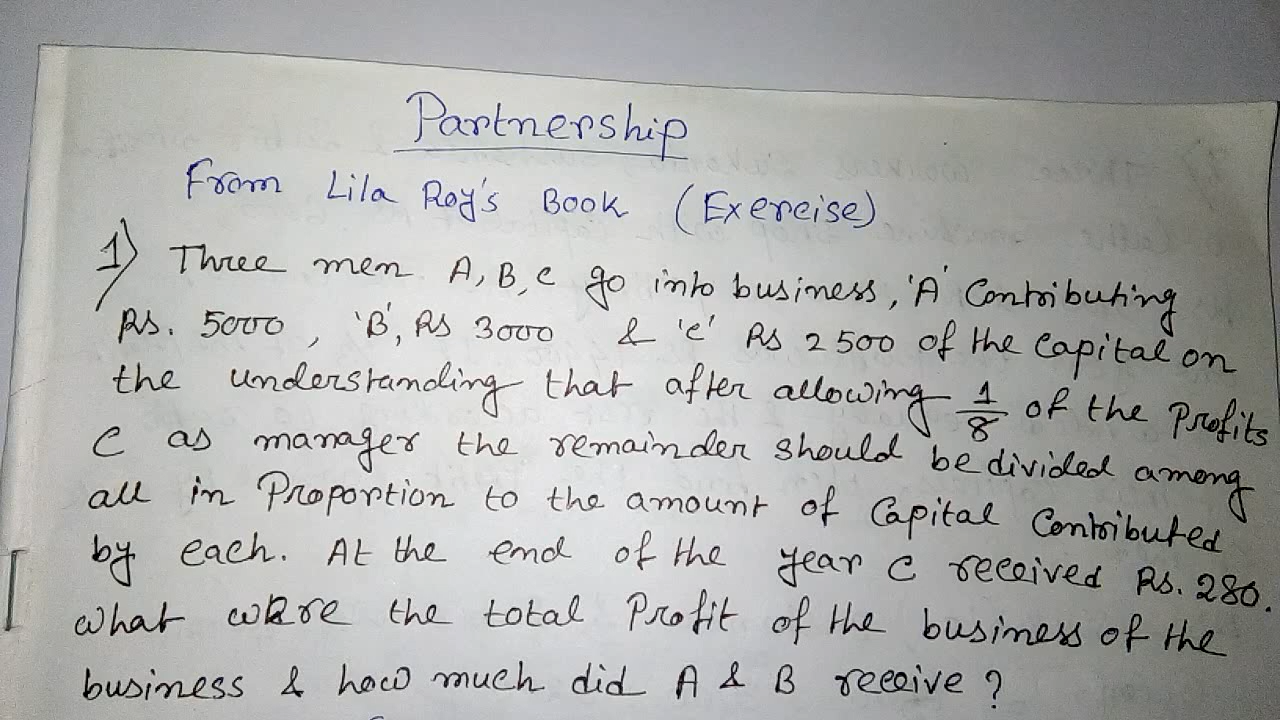 Partnership
From Lila Roy's Book (Exercise)
1) Three men A, B, C go into business, 'A' Contributing
Rs. 5000, 'B', Rs 3000 & 'C' Rs 2500 of the Capital on
the understanding that after allowing 1/8 of the Profits
C as manager the remainder should be divided among
all in Proportion to the amount of Capital Contributed
by each. At the end of the year C received Rs. 280.
What were the total Profit of the business of the
business & how much did A & B receive?